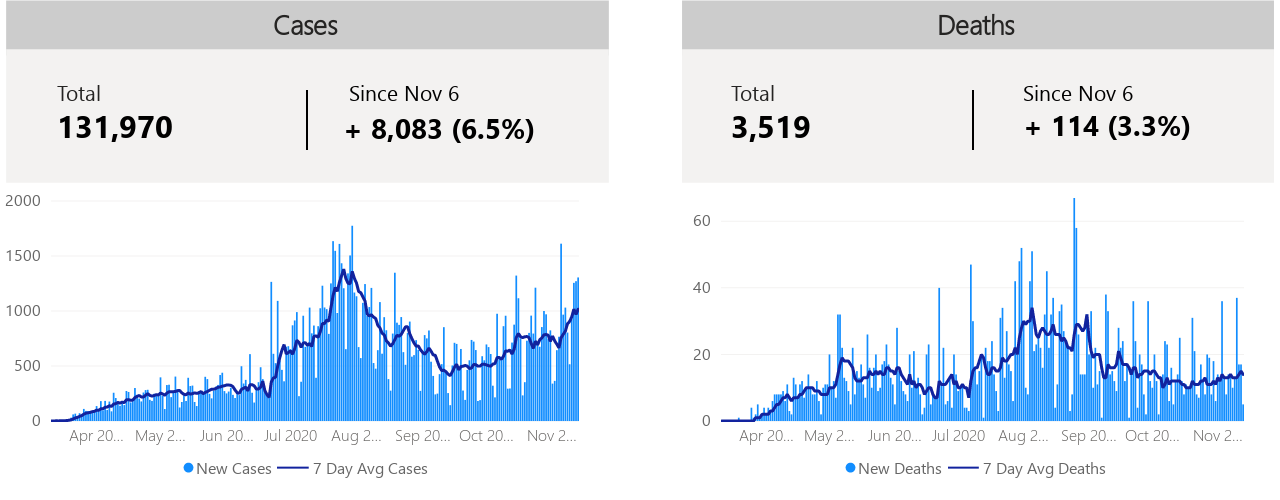 Cases
Total
131,970
Since Nov 6
+ 8,083 (6.5%)
2000
1500
1000
500
0
Apr 20... May 2... Jun 20... Jul 2020 Aug 2... Sep 20... Oct 20... Nov 2...
New Cases 7 Day Avg Cases
Deaths
Total
3,519
Since Nov 6
+ 114 (3.3%)
60
40
20
0
Apr 20... May 2... Jun 20... Jul 2020 Aug 2... Sep 20... Oct 20... Nov 2...
New Deaths 7 Day Avg Deaths